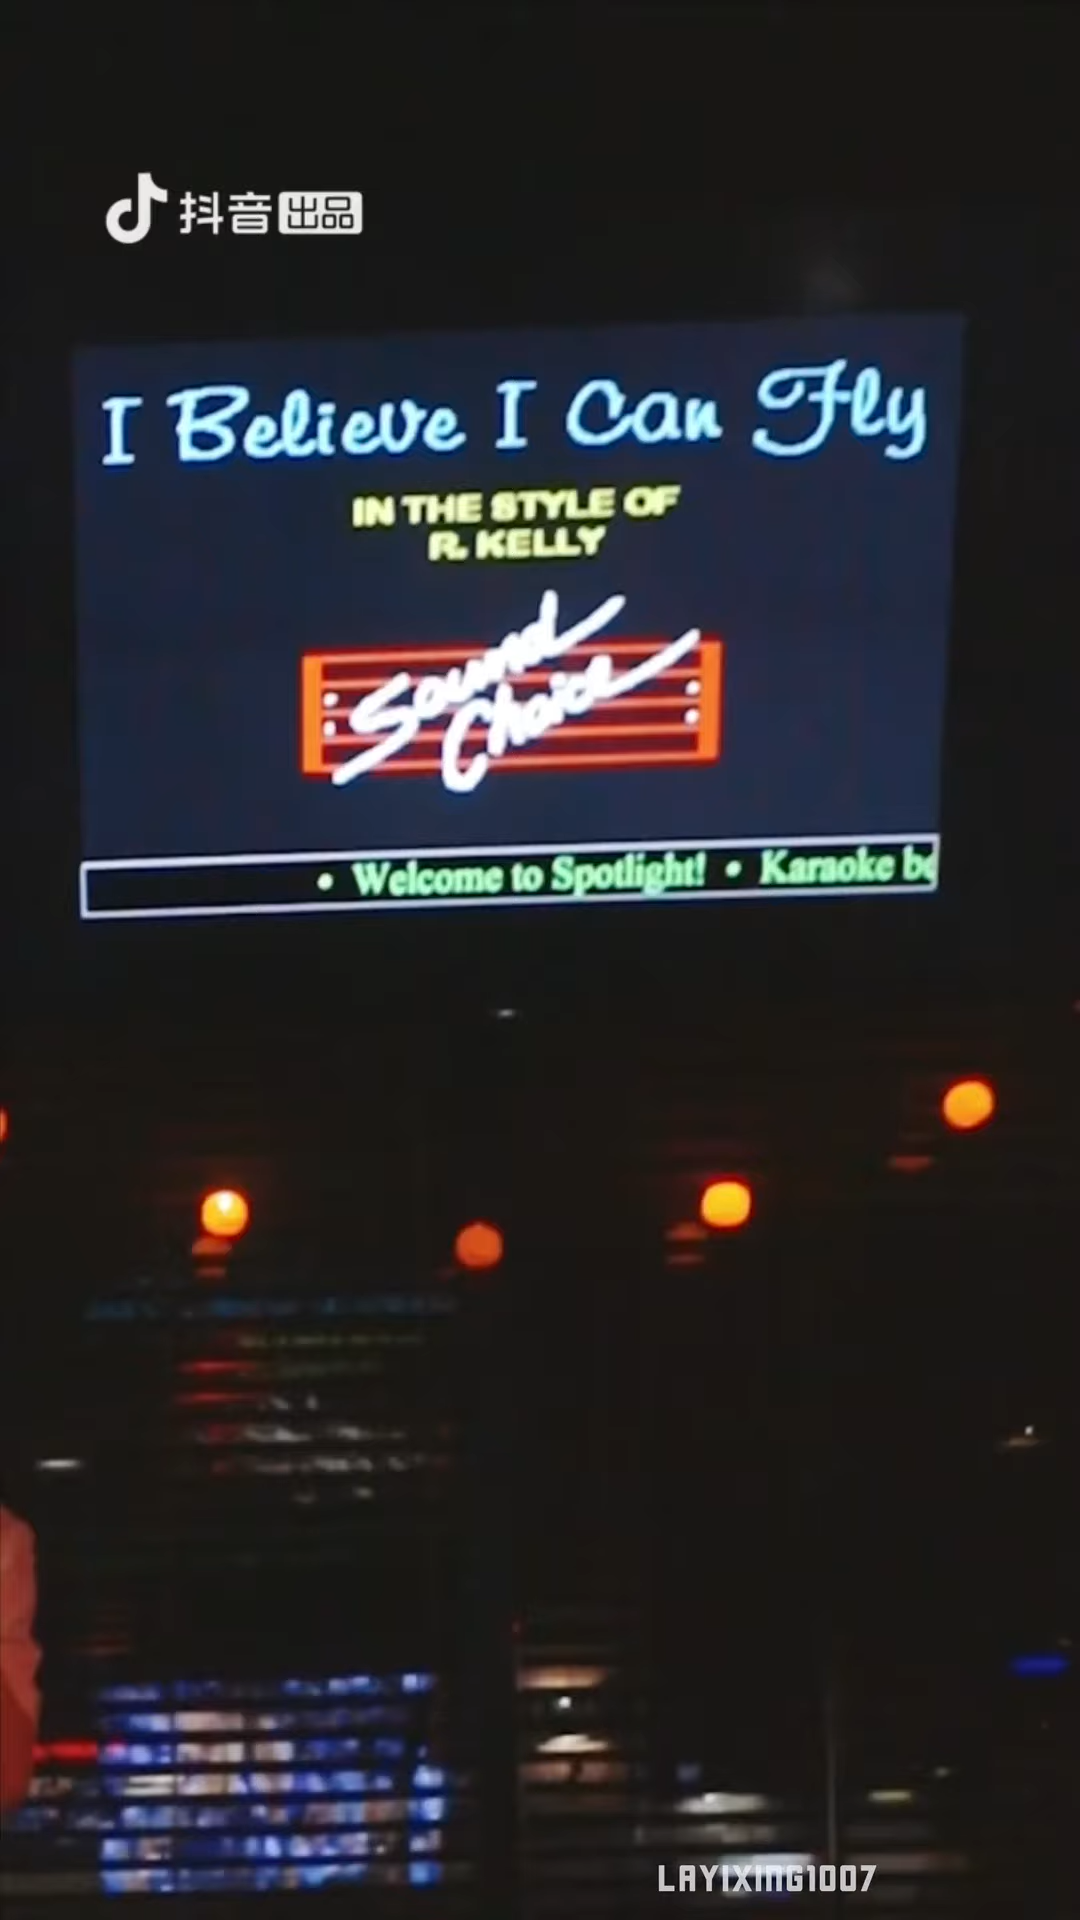 抖音出品
I Believe I Can Fly
IN THE STYLE OF
R. KELLY
Sound
Choice
• Welcome to Spotlight! • Karaoke be
LAYIXING1007